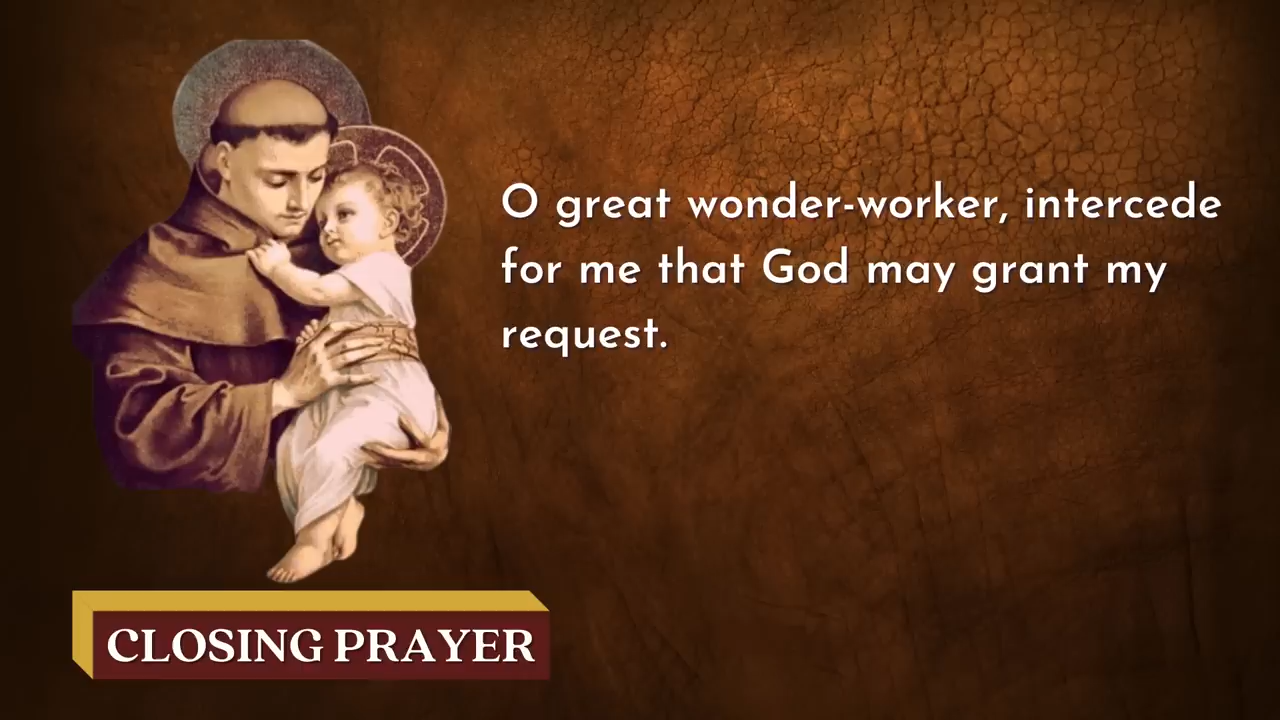 O great wonder-worker, intercede
for me that God may grant my
request.
CLOSING PRAYER